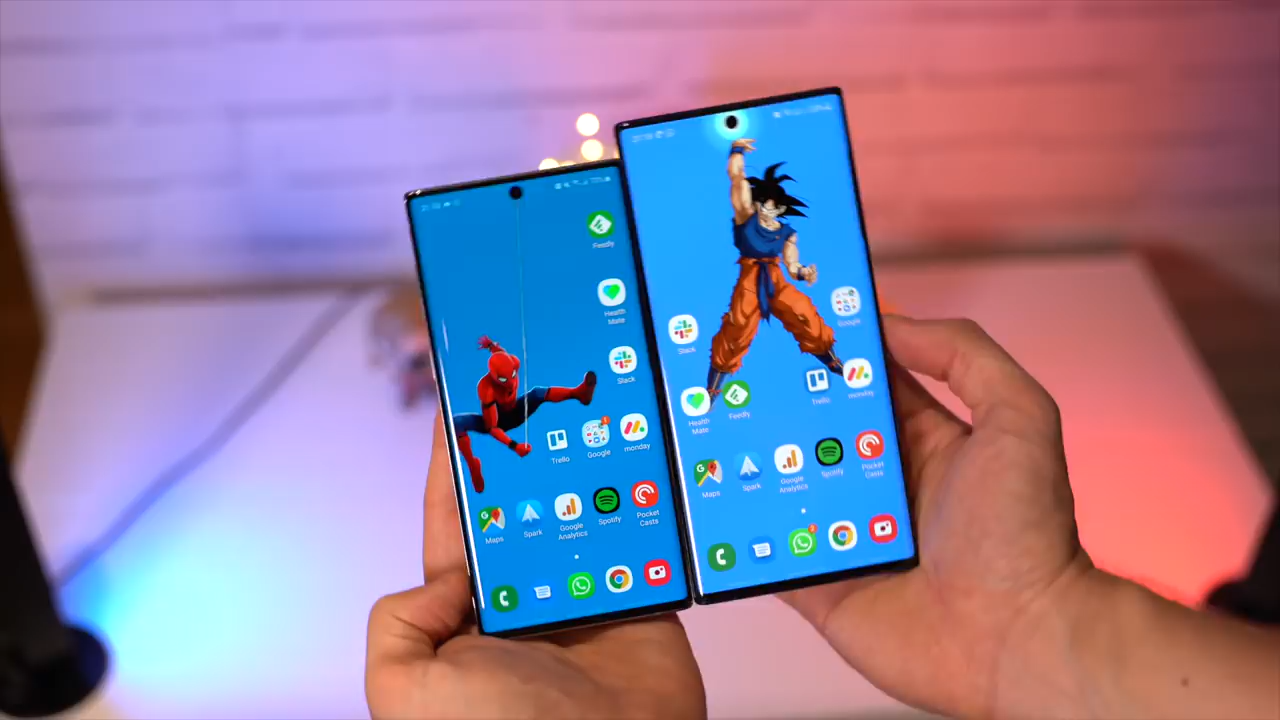 Feedly
Health
Mate
Slack
Trello
Google
monday
Maps
Spark
Google
Analytics
Spotify
Pocket
Casts
Google
Slack
Trello
monday
Health
Mate
Feedly
Maps
Spark
Google
Analytics
Spotify
Pocket
Casts